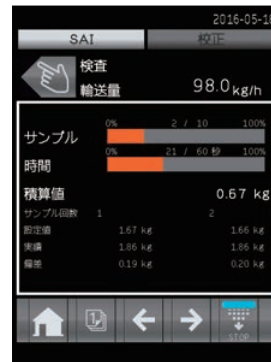 2016-05-18
SAI 校正
検査
輸送量 98.0kg/h
0% 2 / 10 100%
サンプル
0% 21 / 60 秒 100%
時間
積算値 0.67 kg
サンプル回数 1 2
設定値 1.67 kg 1.66 kg
実績 1.86 kg 1.86 kg
偏差 0.19 kg 0.20 kg
STOP